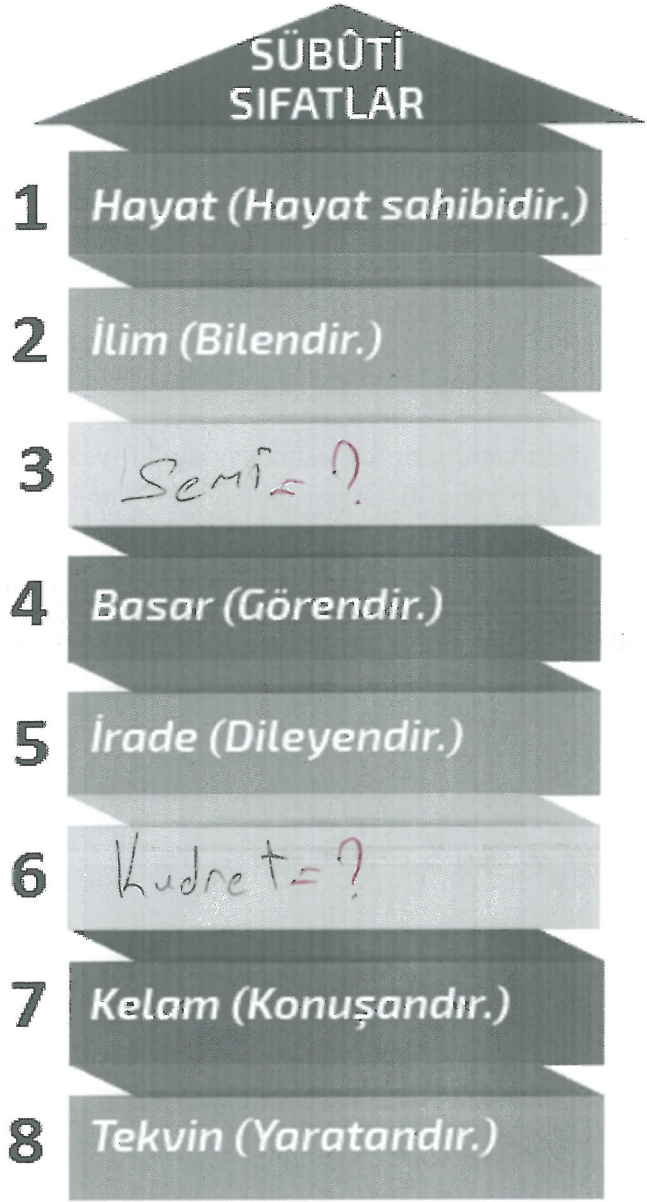 SÜBÛTİ
SIFATLAR
1 Hayat (Hayat sahibidir.)
2 İlim (Bilendir.)
3 Semî = ?
4 Basar (Görendir.)
5 İrade (Dileyendir.)
6 Kudret = ?
7 Kelam (Konuşandır.)
8 Tekvin (Yaratandır.)